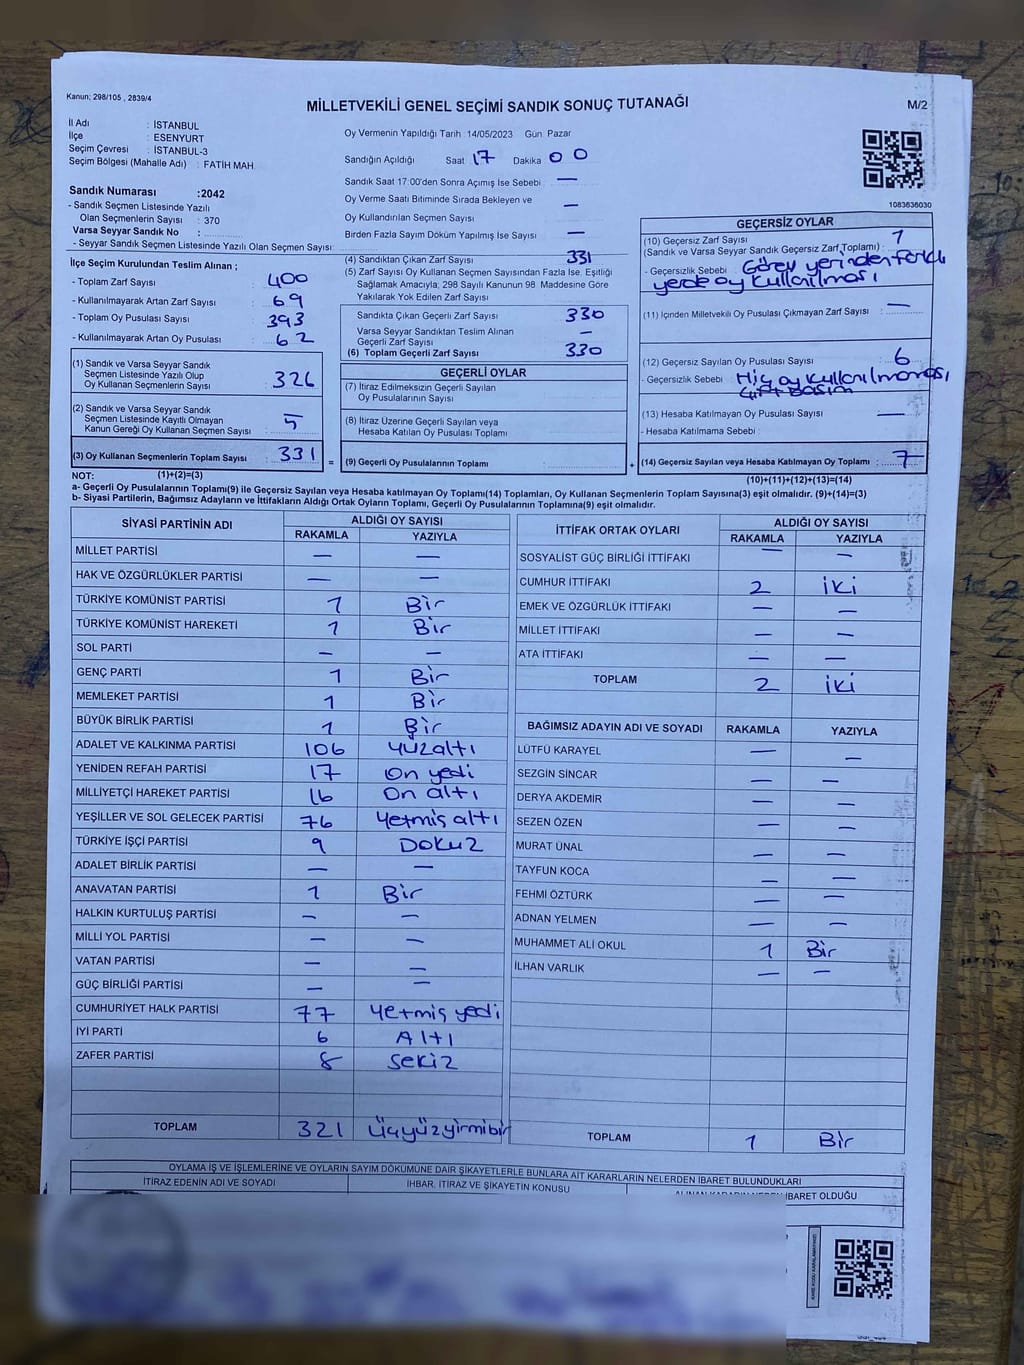 Kanun; 298/105 , 2839/4
MİLLETVEKİLİ GENEL SEÇİMİ SANDIK SONUÇ TUTANAĞI
M/2
İl Adı : İSTANBUL
İlçe : ESENYURT
Seçim Çevresi : İSTANBUL-3
Seçim Bölgesi (Mahalle Adı) : FATİH MAH.
Sandık Numarası :2042
- Sandık Seçmen Listesinde Yazılı
Olan Seçmenlerin Sayısı : 370
Varsa Seyyar Sandık No :
- Seyyar Sandık Seçmen Listesinde Yazılı Olan Seçmen Sayısı:
Oy Vermenin Yapıldığı Tarih :14/05/2023 Gün: Pazar
Sandığın Açıldığı Saat 17 Dakika 00
Sandık Saat 17:00'den Sonra Açımış İse Sebebi —
Oy Verme Saati Bitiminde Sırada Bekleyen ve
Oy Kullandırılan Seçmen Sayısı —
Birden Fazla Sayım Döküm Yapılmış İse Sayısı —
1083636030
İlçe Seçim Kurulundan Teslim Alınan ;
- Toplam Zarf Sayısı : 400
- Kullanılmayarak Artan Zarf Sayısı : 69
- Toplam Oy Pusulası Sayısı : 393
- Kullanılmayarak Artan Oy Pusulası : 62
(1) Sandık ve Varsa Seyyar Sandık
Seçmen Listesinde Yazılı Olup
Oy Kullanan Seçmenlerin Sayısı : 326
(2) Sandık ve Varsa Seyyar Sandık
Seçmen Listesinde Kayıtlı Olmayan
Kanun Gereği Oy Kullanan Seçmen Sayısı : 5
(3) Oy Kullanan Seçmenlerin Toplam Sayısı : 331
(4) Sandıktan Çıkan Zarf Sayısı 331
(5) Zarf Sayısı Oy Kullanan Seçmen Sayısından Fazla İse, Eşitliği
Sağlamak Amacıyla, 298 Sayılı Kanunun 98 Maddesine Göre
Yakılarak Yok Edilen Zarf Sayısı
Sandıkta Çıkan Geçerli Zarf Sayısı 330
Varsa Seyyar Sandıktan Teslim Alınan
Geçerli Zarf Sayısı —
(6) Toplam Geçerli Zarf Sayısı 330
GEÇERLİ OYLAR
(7) İtiraz Edilmeksizin Geçerli Sayılan
Oy Pusulalarının Sayısı
(8) İtiraz Üzerine Geçerli Sayılan veya
Hesaba Katılan Oy Pusulası Toplamı
= (9) Geçerli Oy Pusulalarının Toplamı
GEÇERSİZ OYLAR
(10) Geçersiz Zarf Sayısı
(Sandık ve Varsa Seyyar Sandık Geçersiz Zarf Toplamı) : 1
- Geçersizlik Sebebi : Görev yerinden farklı
yerde oy kullanılması
(11) İçinden Milletvekili Oy Pusulası Çıkmayan Zarf Sayısı : —
(12) Geçersiz Sayılan Oy Pusulası Sayısı : 6
- Geçersizlik Sebebi : Hiç oy kullanılmaması
çift basım
(13) Hesaba Katılmayan Oy Pusulası Sayısı : —
- Hesaba Katılmama Sebebi :
+ (14) Geçersiz Sayılan veya Hesaba Katılmayan Oy Toplamı : 7
NOT: (1)+(2)=(3) (10)+(11)+(12)+(13)=(14)
a- Geçerli Oy Pusulalarının Toplamı(9) ile Geçersiz Sayılan veya Hesaba katılmayan Oy Toplamı(14) Toplamları, Oy Kullanan Seçmenlerin Toplam Sayısına(3) eşit olmalıdır. (9)+(14)=(3)
b- Siyasi Partilerin, Bağımsız Adayların ve İttifakların Aldığı Ortak Oyların Toplamı, Geçerli Oy Pusulalarının Toplamına(9) eşit olmalıdır.
SİYASİ PARTİNİN ADI ALDIĞI OY SAYISI
RAKAMLA YAZIYLA
MİLLET PARTİSİ — —
HAK VE ÖZGÜRLÜKLER PARTİSİ — —
TÜRKİYE KOMÜNİST PARTİSİ 1 Bir
TÜRKİYE KOMÜNİST HAREKETİ 1 Bir
SOL PARTİ — —
GENÇ PARTİ 1 Bir
MEMLEKET PARTİSİ 1 Bir
BÜYÜK BİRLİK PARTİSİ 1 Bir
ADALET VE KALKINMA PARTİSİ 106 yüzaltı
YENİDEN REFAH PARTİSİ 17 On yedi
MİLLİYETÇİ HAREKET PARTİSİ 16 On altı
YEŞİLLER VE SOL GELECEK PARTİSİ 76 Yetmiş altı
TÜRKİYE İŞÇİ PARTİSİ 9 Dokuz
ADALET BİRLİK PARTİSİ — —
ANAVATAN PARTİSİ 1 Bir
HALKIN KURTULUŞ PARTİSİ — —
MİLLİ YOL PARTİSİ — —
VATAN PARTİSİ — —
GÜÇ BİRLİĞİ PARTİSİ — —
CUMHURİYET HALK PARTİSİ 77 Yetmiş yedi
İYİ PARTİ 6 Altı
ZAFER PARTİSİ 8 Sekiz
TOPLAM 321 Üçyüzyirmibir
İTTİFAK ORTAK OYLARI ALDIĞI OY SAYISI
RAKAMLA YAZIYLA
SOSYALİST GÜÇ BİRLİĞİ İTTİFAKI — —
CUMHUR İTTİFAKI 2 iki
EMEK VE ÖZGÜRLÜK İTTİFAKI — —
MİLLET İTTİFAKI — —
ATA İTTİFAKI — —
TOPLAM 2 iki
BAĞIMSIZ ADAYIN ADI VE SOYADI RAKAMLA YAZIYLA
LÜTFÜ KARAYEL — —
SEZGİN SİNCAR — —
DERYA AKDEMİR — —
SEZEN ÖZEN — —
MURAT ÜNAL — —
TAYFUN KOCA — —
FEHMİ ÖZTÜRK — —
ADNAN YELMEN — —
MUHAMMET ALİ OKUL 1 Bir
İLHAN VARLIK — —
TOPLAM 1 Bir
OYLAMA İŞ VE İŞLEMLERİNE VE OYLARIN SAYIM DÖKÜMÜNE DAİR ŞİKAYETLERLE BUNLARA AİT KARARLARIN NELERDEN İBARET BULUNDUKLARI
İTİRAZ EDENİN ADI VE SOYADI İHBAR, İTİRAZ VE ŞİKAYETİN KONUSU ALINAN KARARIN NEDEN İBARET OLDUĞU